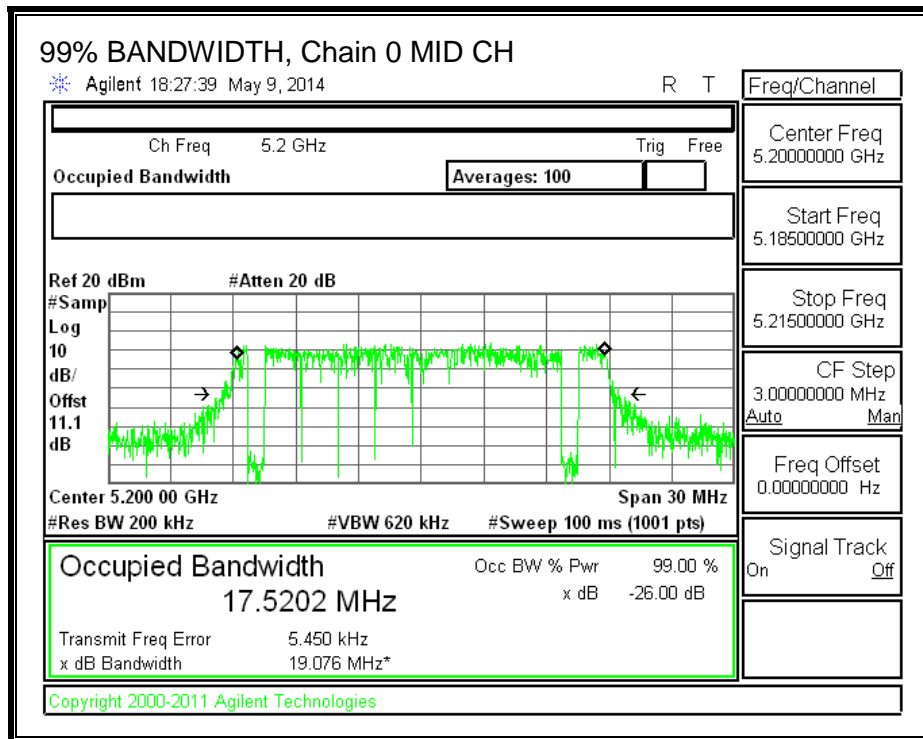 99% BANDWIDTH, Chain 0 MID CH
Agilent 18:27:39 May 9, 2014 R T
Freq/Channel
Ch Freq 5.2 GHz Trig Free
Occupied Bandwidth Averages: 100
Center Freq
5.20000000 GHz
Start Freq
5.18500000 GHz
Stop Freq
5.21500000 GHz
CF Step
3.00000000 MHz
Auto Man
Freq Offset
0.00000000 Hz
Signal Track
On Off
Ref 20 dBm #Atten 20 dB
#Samp
Log
10
dB/
Offst
11.1
dB
Center 5.200 00 GHz Span 30 MHz
#Res BW 200 kHz #VBW 620 kHz #Sweep 100 ms (1001 pts)
Occupied Bandwidth
17.5202 MHz
Occ BW % Pwr 99.00 %
x dB -26.00 dB
Transmit Freq Error 5.450 kHz
x dB Bandwidth 19.076 MHz*
Copyright 2000-2011 Agilent Technologies